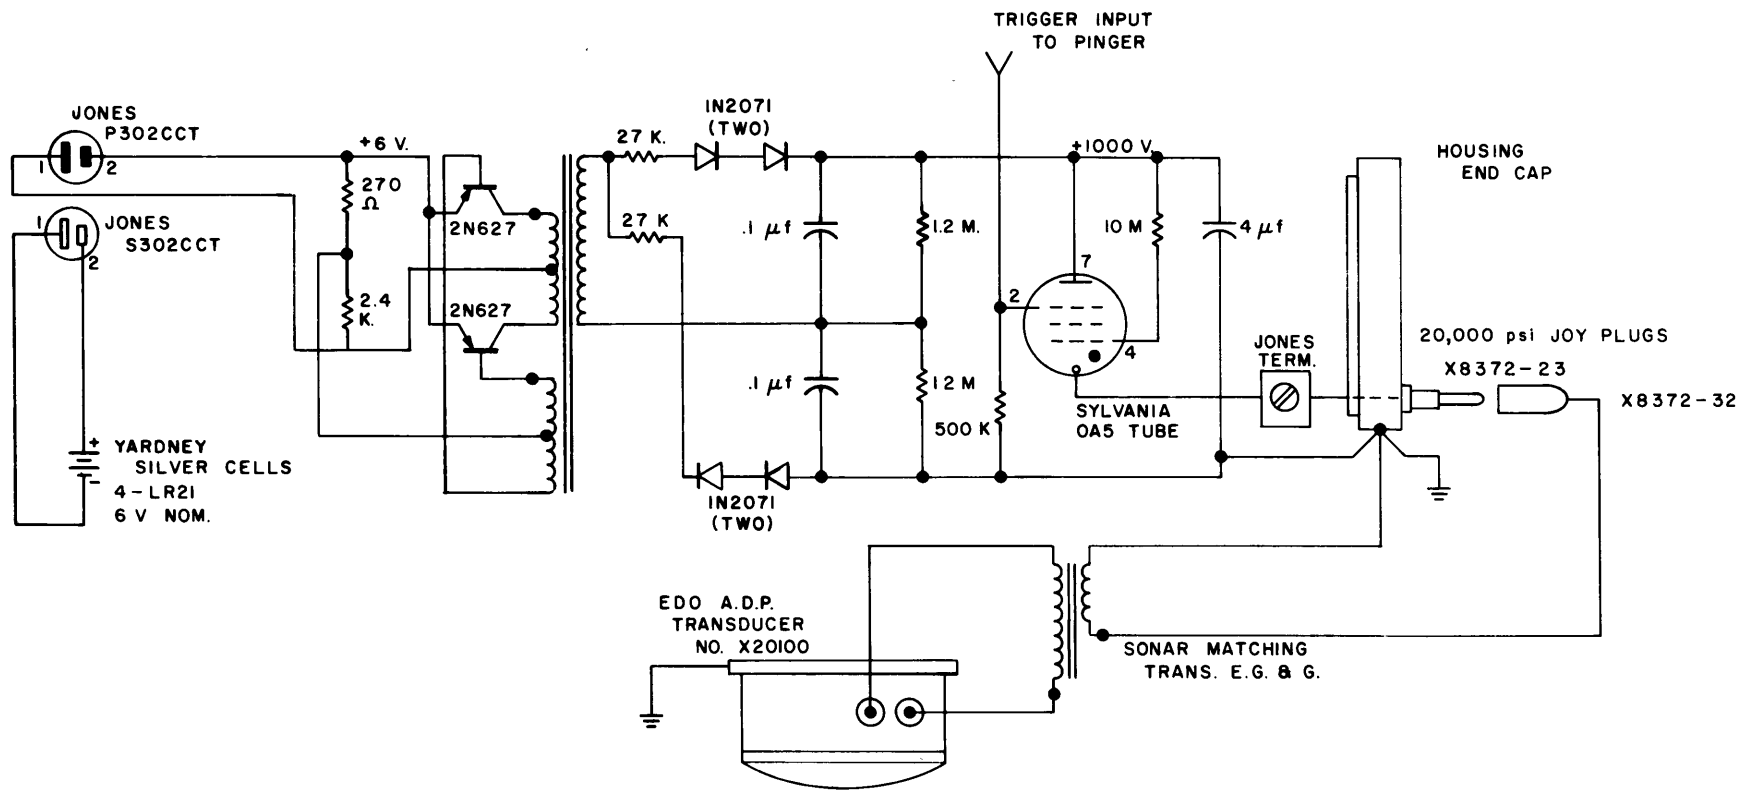 TRIGGER INPUT
TO PINGER
JONES
P302CCT
1
2
+6 V.
270
Ω
2.4
K.
JONES
S302CCT
1
2
YARDNEY
SILVER CELLS
4-LR21
6 V NOM.
+
-
2N627
2N627
27 K.
27 K
IN2071
(TWO)
IN2071
(TWO)
.1 μf
.1 μf
1.2 M.
1.2 M
500 K
+1000 V.
10 M
4 μf
7
2
4
SYLVANIA
OA5 TUBE
JONES
TERM.
HOUSING
END CAP
20,000 psi JOY PLUGS
X8372-23
X8372-32
EDO A.D.P.
TRANSDUCER
NO. X20100
SONAR MATCHING
TRANS. E.G. & G.